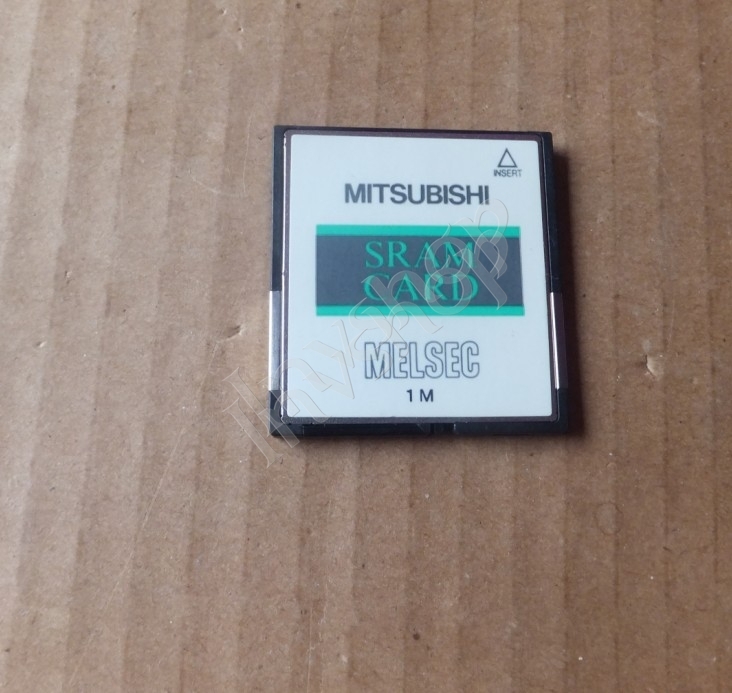 INSERT
MITSUBISHI
SRAM
CARD
MELSEC
1M